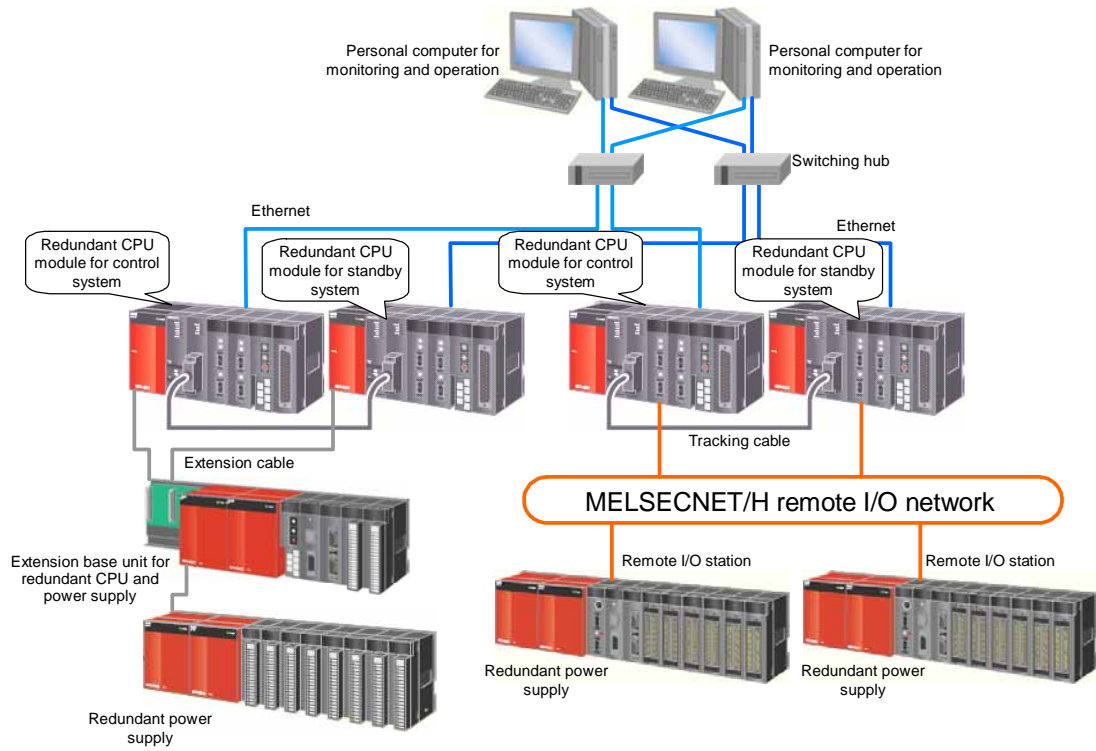 Personal computer for
monitoring and operation
Personal computer for
monitoring and operation
Switching hub
Ethernet
Ethernet
Redundant CPU
module for control
system
Redundant CPU
module for standby
system
Redundant CPU
module for control
system
Redundant CPU
module for standby
system
Tracking cable
Extension cable
MELSECNET/H remote I/O network
Extension base unit for
redundant CPU and
power supply
Remote I/O station
Remote I/O station
Redundant power
supply
Redundant power
supply
Redundant power
supply